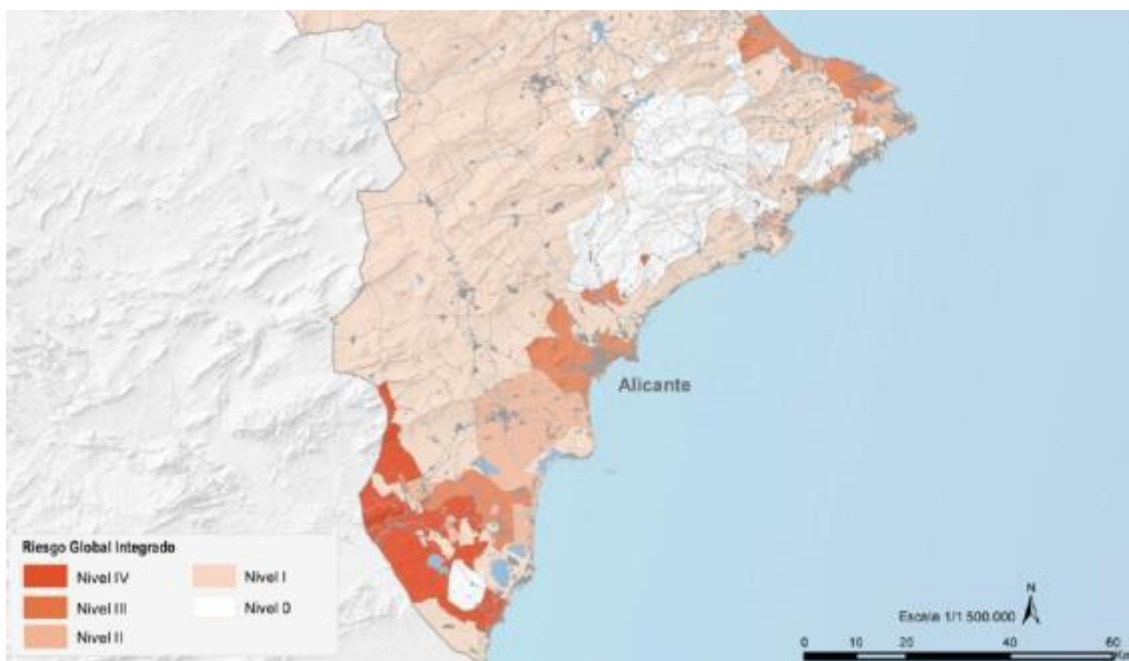 Alicante
Riesgo Global Integrado
Nivel IV
Nivel I
Nivel III
Nivel 0
Nivel II
N
Escala 1/1.500.000
0 10 20 40 60
Km